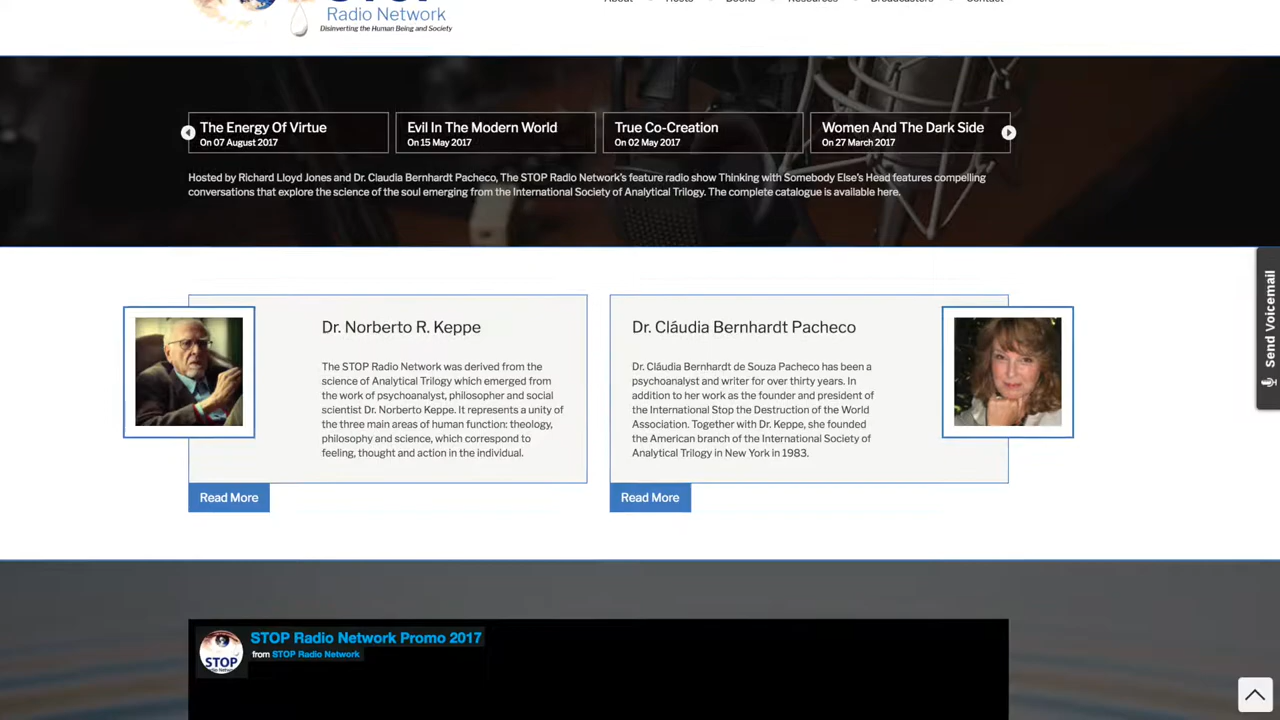 Radio Network
Disinverting the Human Being and Society
About
Hosts
Books
Resources
Broadcasters
Contact
The Energy Of Virtue
On 07 August 2017
Evil In The Modern World
On 15 May 2017
True Co-Creation
On 02 May 2017
Women And The Dark Side
On 27 March 2017
Hosted by Richard Lloyd Jones and Dr. Claudia Bernhardt Pacheco, The STOP Radio Network's feature radio show Thinking with Somebody Else's Head features compelling
conversations that explore the science of the soul emerging from the International Society of Analytical Trilogy. The complete catalogue is available here.
Send Voicemail
Dr. Norberto R. Keppe
The STOP Radio Network was derived from the
science of Analytical Trilogy which emerged from
the work of psychoanalyst, philosopher and social
scientist Dr. Norberto Keppe. It represents a unity of
the three main areas of human function: theology,
philosophy and science, which correspond to
feeling, thought and action in the individual.
Read More
Dr. Cláudia Bernhardt Pacheco
Dr. Cláudia Bernhardt de Souza Pacheco has been a
psychoanalyst and writer for over thirty years. In
addition to her work as the founder and president of
the International Stop the Destruction of the World
Association. Together with Dr. Keppe, she founded
the American branch of the International Society of
Analytical Trilogy in New York in 1983.
Read More
STOP Radio Network Promo 2017
from STOP Radio Network
STOP